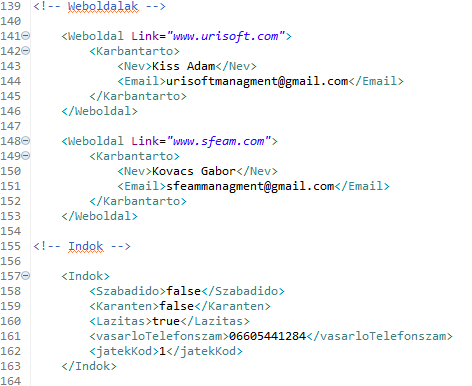 139 <!-- Weboldalak -->
140
141 <Weboldal Link="www.urisoft.com">
142 <Karbantarto>
143 <Nev>Kiss Adam</Nev>
144 <Email>urisoftmanagment@gmail.com</Email>
145 </Karbantarto>
146 </Weboldal>
147
148 <Weboldal Link="www.sfeam.com">
149 <Karbantarto>
150 <Nev>Kovacs Gabor</Nev>
151 <Email>sfeammanagment@gmail.com</Email>
152 </Karbantarto>
153 </Weboldal>
154
155 <!-- Indok -->
156
157 <Indok>
158 <Szabadido>false</Szabadido>
159 <Karanten>false</Karanten>
160 <Lazitas>true</Lazitas>
161 <vasarloTelefonszam>06605441284</vasarloTelefonszam>
162 <jatekKod>1</jatekKod>
163 </Indok>
164